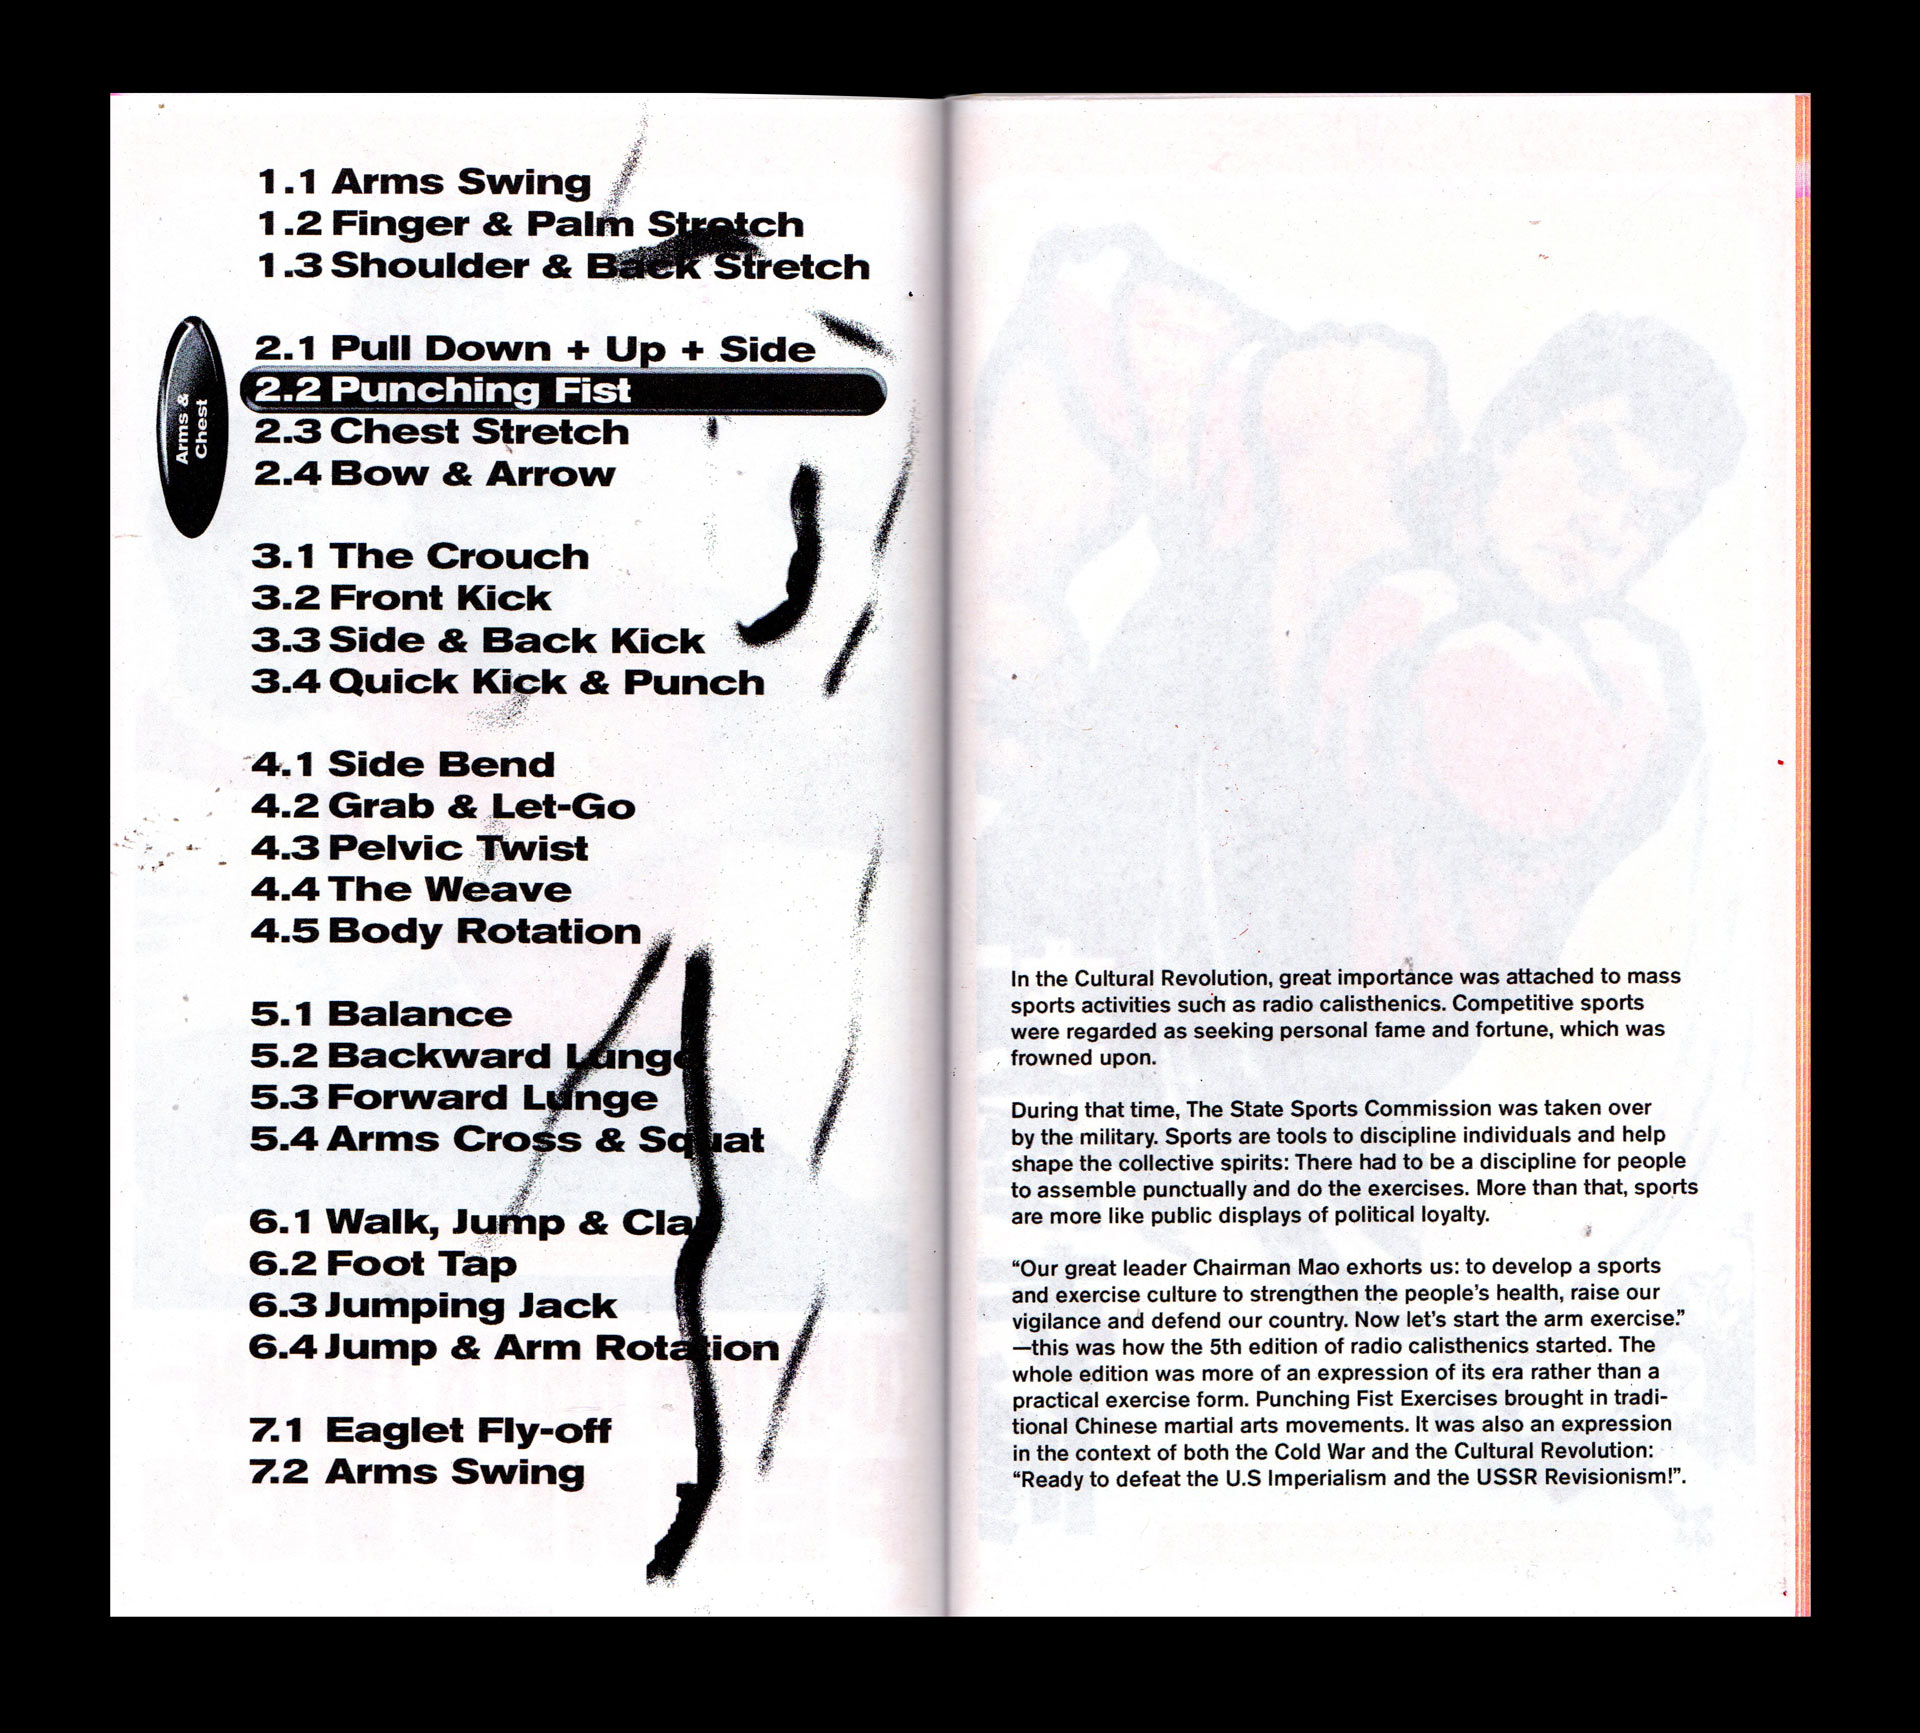 1.1 Arms Swing
1.2 Finger & Palm Stretch
1.3 Shoulder & Back Stretch
Arms &
Chest
2.1 Pull Down + Up + Side
2.2 Punching Fist
2.3 Chest Stretch
2.4 Bow & Arrow
3.1 The Crouch
3.2 Front Kick
3.3 Side & Back Kick
3.4 Quick Kick & Punch
4.1 Side Bend
4.2 Grab & Let-Go
4.3 Pelvic Twist
4.4 The Weave
4.5 Body Rotation
5.1 Balance
5.2 Backward Lunge
5.3 Forward Lunge
5.4 Arms Cross & Squat
6.1 Walk, Jump & Clap
6.2 Foot Tap
6.3 Jumping Jack
6.4 Jump & Arm Rotation
7.1 Eaglet Fly-off
7.2 Arms Swing
In the Cultural Revolution, great importance was attached to mass
sports activities such as radio calisthenics. Competitive sports
were regarded as seeking personal fame and fortune, which was
frowned upon.
During that time, The State Sports Commission was taken over
by the military. Sports are tools to discipline individuals and help
shape the collective spirits: There had to be a discipline for people
to assemble punctually and do the exercises. More than that, sports
are more like public displays of political loyalty.
“Our great leader Chairman Mao exhorts us: to develop a sports
and exercise culture to strengthen the people’s health, raise our
vigilance and defend our country. Now let’s start the arm exercise.”
—this was how the 5th edition of radio calisthenics started. The
whole edition was more of an expression of its era rather than a
practical exercise form. Punching Fist Exercises brought in tradi-
tional Chinese martial arts movements. It was also an expression
in the context of both the Cold War and the Cultural Revolution:
“Ready to defeat the U.S Imperialism and the USSR Revisionism!”.